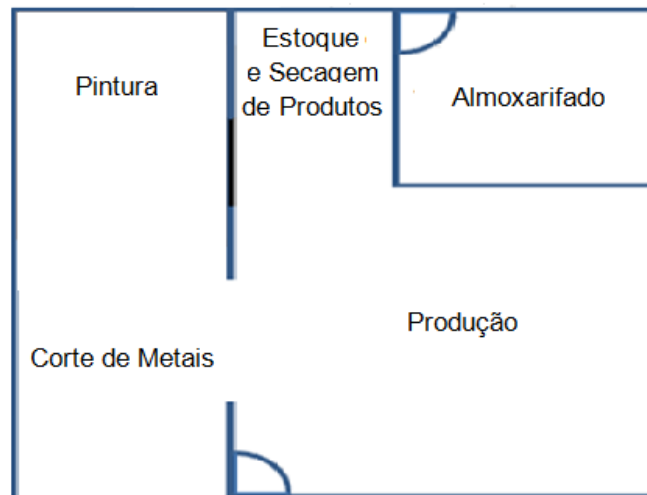 Estoque
e Secagem
de Produtos
Pintura
Almoxarifado
Produção
Corte de Metais